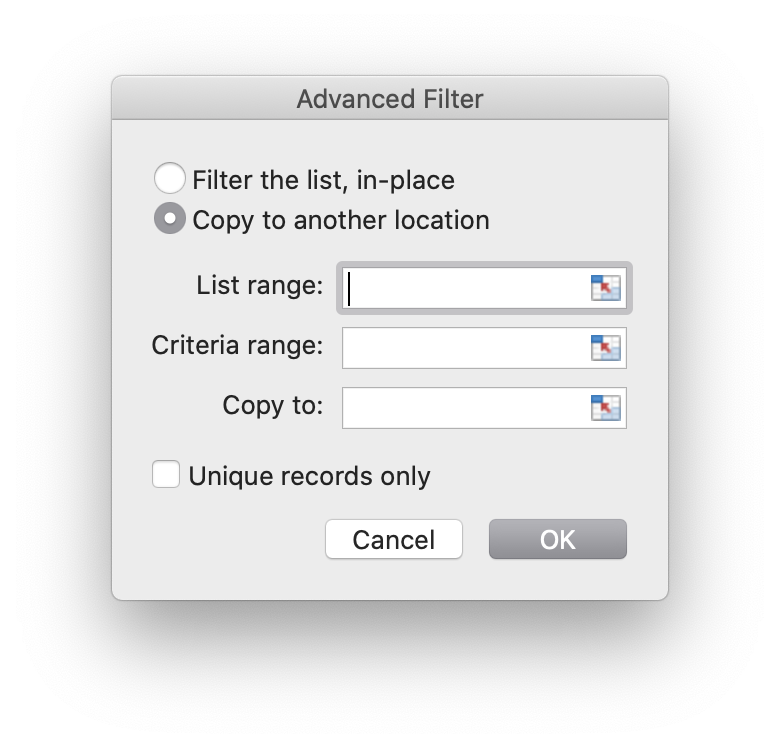 Advanced Filter
Filter the list, in-place
Copy to another location
List range:
Criteria range:
Copy to:
Unique records only
Cancel OK